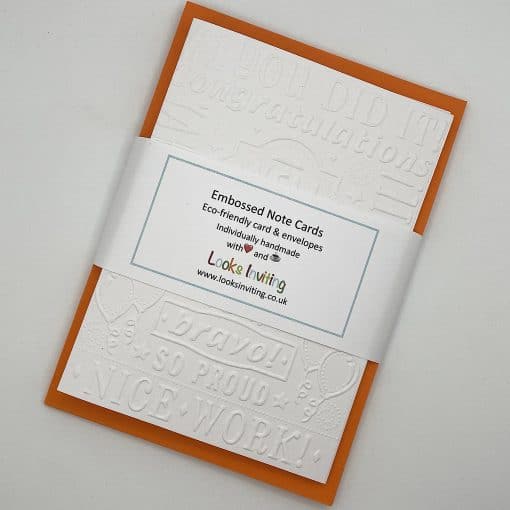 YOU DID IT!
Congratulations
Embossed Note Cards
Eco-friendly card & envelopes
Individually handmade
with❤and☕
Looks Inviting
www.looksinviting.co.uk
bravo!
SO PROUD
NICE WORK!